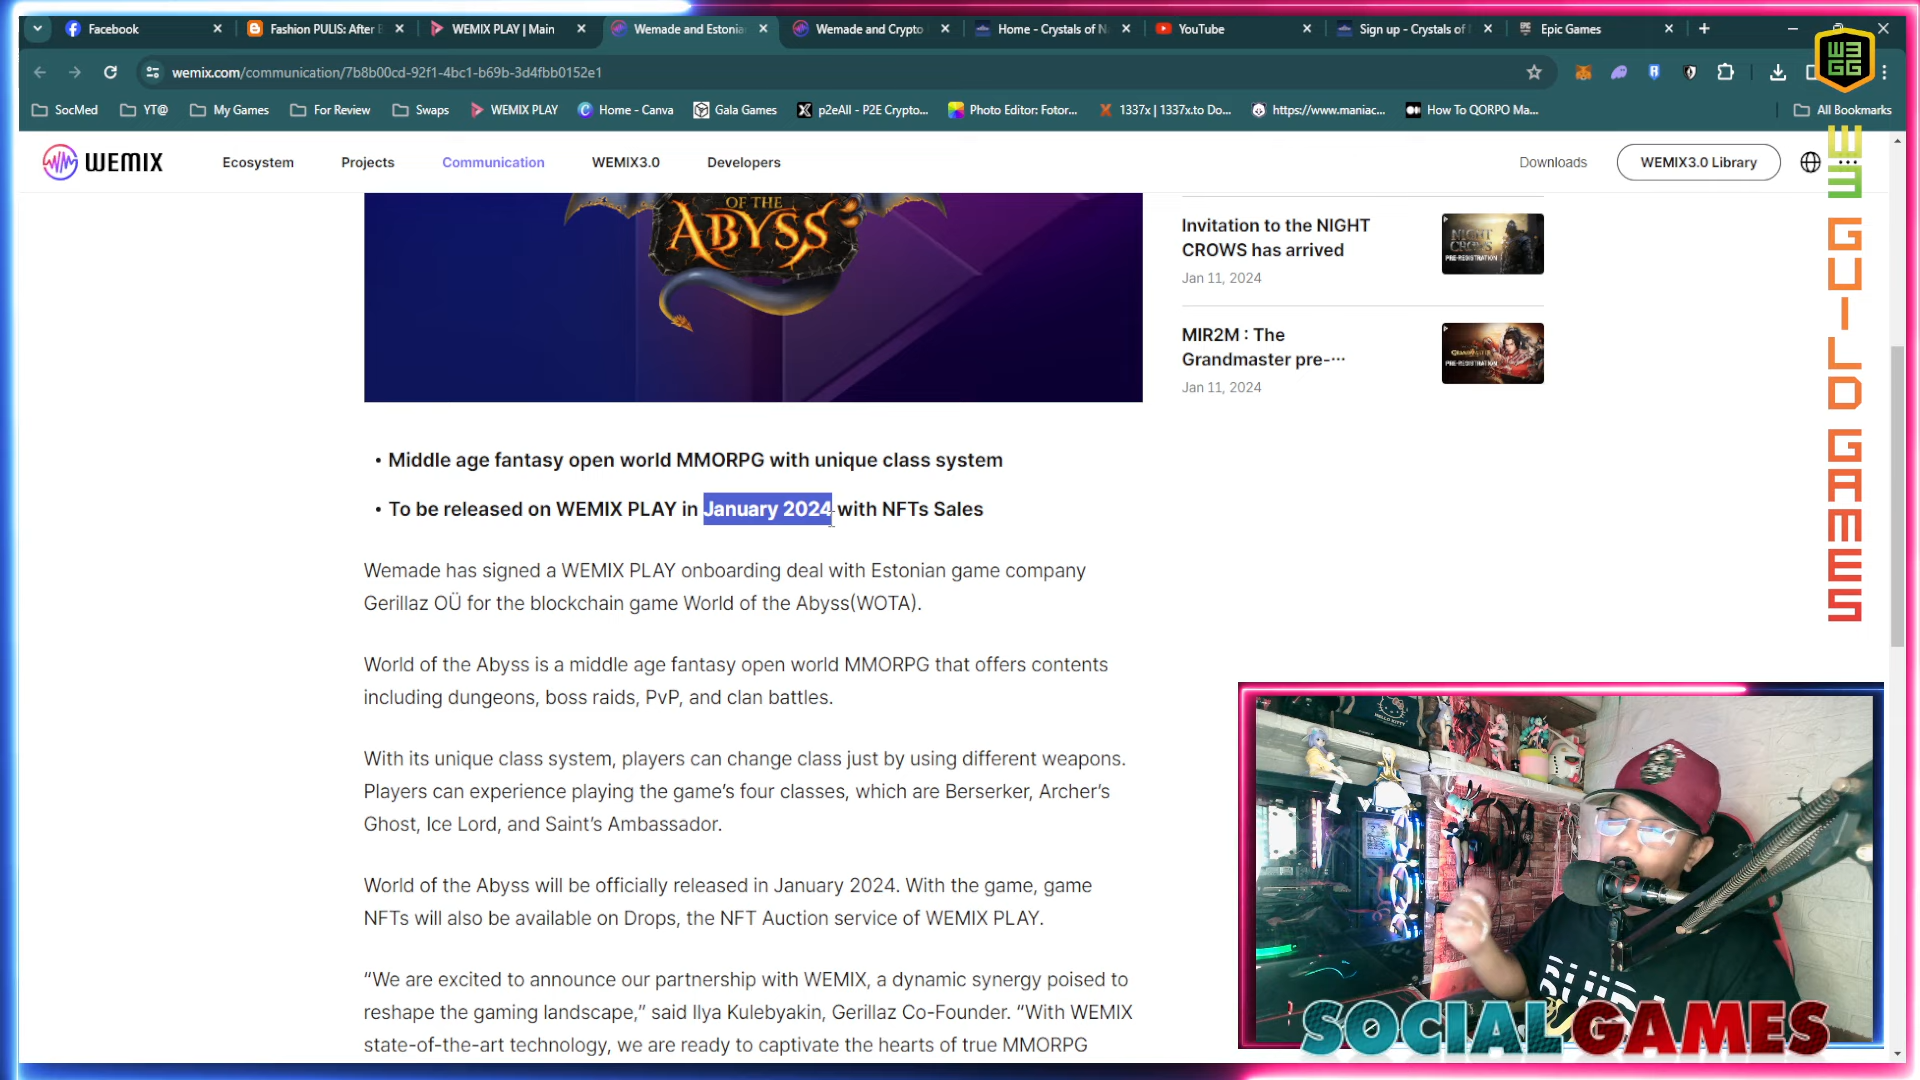 Facebook
Fashion PULIS: After B
WEMIX PLAY | Main
Wemade and Estonia
Wemade and Crypto
Home - Crystals of N
YouTube
Sign up - Crystals of
Epic Games
wemix.com/communication/7b8b00cd-92f1-4bc1-b69b-3d4fbb0152e1
SocMed
YT@
My Games
For Review
Swaps
WEMIX PLAY
Home - Canva
Gala Games
p2eAll - P2E Crypto...
Photo Editor: Fotor...
1337x | 1337x.to Do...
https://www.maniac...
How To QORPO Ma...
All Bookmarks
WEMIX
Ecosystem
Projects
Communication
WEMIX3.0
Developers
Downloads
WEMIX3.0 Library
OF THE
ABYSS
Invitation to the NIGHT
CROWS has arrived
Jan 11, 2024
NIGHT
CROWS
PRE-REGISTRATION
MIR2M : The
Grandmaster pre-···
Jan 11, 2024
PRE-REGISTRATION
• Middle age fantasy open world MMORPG with unique class system
• To be released on WEMIX PLAY in January 2024 with NFTs Sales
Wemade has signed a WEMIX PLAY onboarding deal with Estonian game company
Gerillaz OÜ for the blockchain game World of the Abyss(WOTA).
World of the Abyss is a middle age fantasy open world MMORPG that offers contents
including dungeons, boss raids, PvP, and clan battles.
With its unique class system, players can change class just by using different weapons.
Players can experience playing the game’s four classes, which are Berserker, Archer’s
Ghost, Ice Lord, and Saint’s Ambassador.
World of the Abyss will be officially released in January 2024. With the game, game
NFTs will also be available on Drops, the NFT Auction service of WEMIX PLAY.
“We are excited to announce our partnership with WEMIX, a dynamic synergy poised to
reshape the gaming landscape,” said Ilya Kulebyakin, Gerillaz Co-Founder. “With WEMIX
state-of-the-art technology, we are ready to captivate the hearts of true MMORPG
W3
GG
W3 GUILD GAMES
HELLO KITTY
SOCIAL GAMES